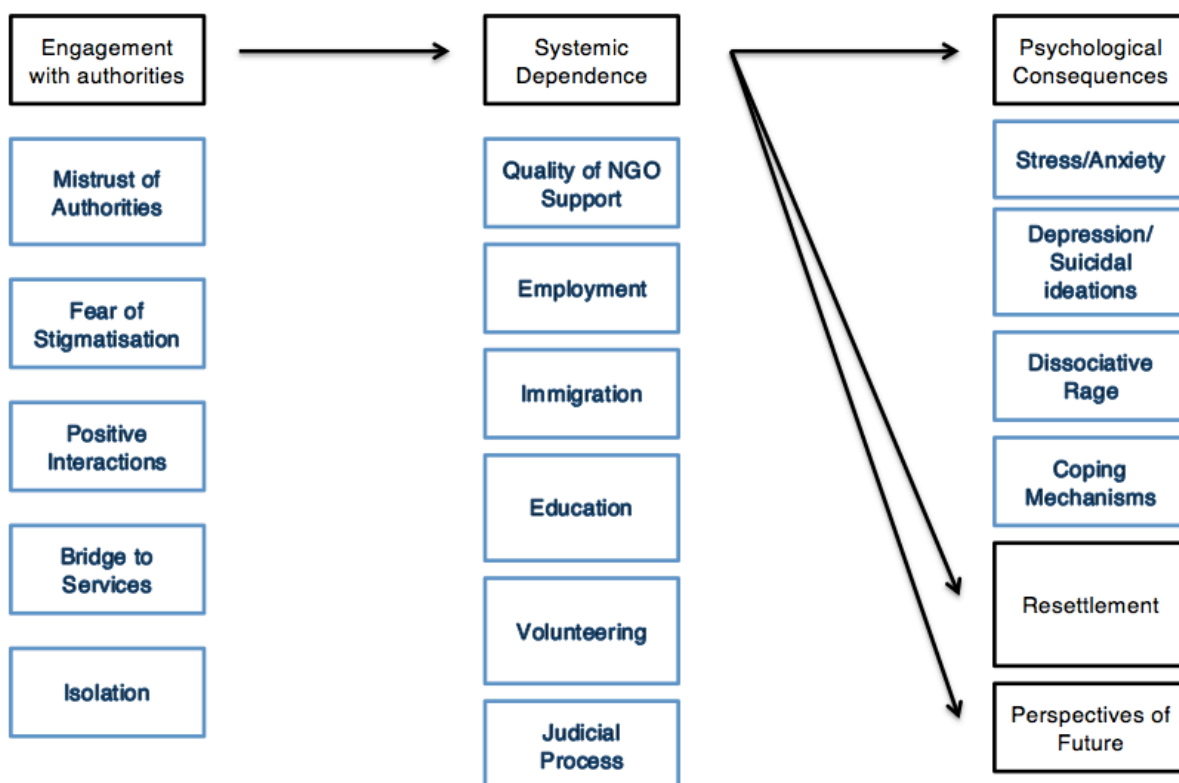 Engagement
with authorities
Mistrust of
Authorities
Fear of
Stigmatisation
Positive
Interactions
Bridge to
Services
Isolation
Systemic
Dependence
Quality of NGO
Support
Employment
Immigration
Education
Volunteering
Judicial
Process
Psychological
Consequences
Stress/Anxiety
Depression/
Suicidal
ideations
Dissociative
Rage
Coping
Mechanisms
Resettlement
Perspectives of
Future